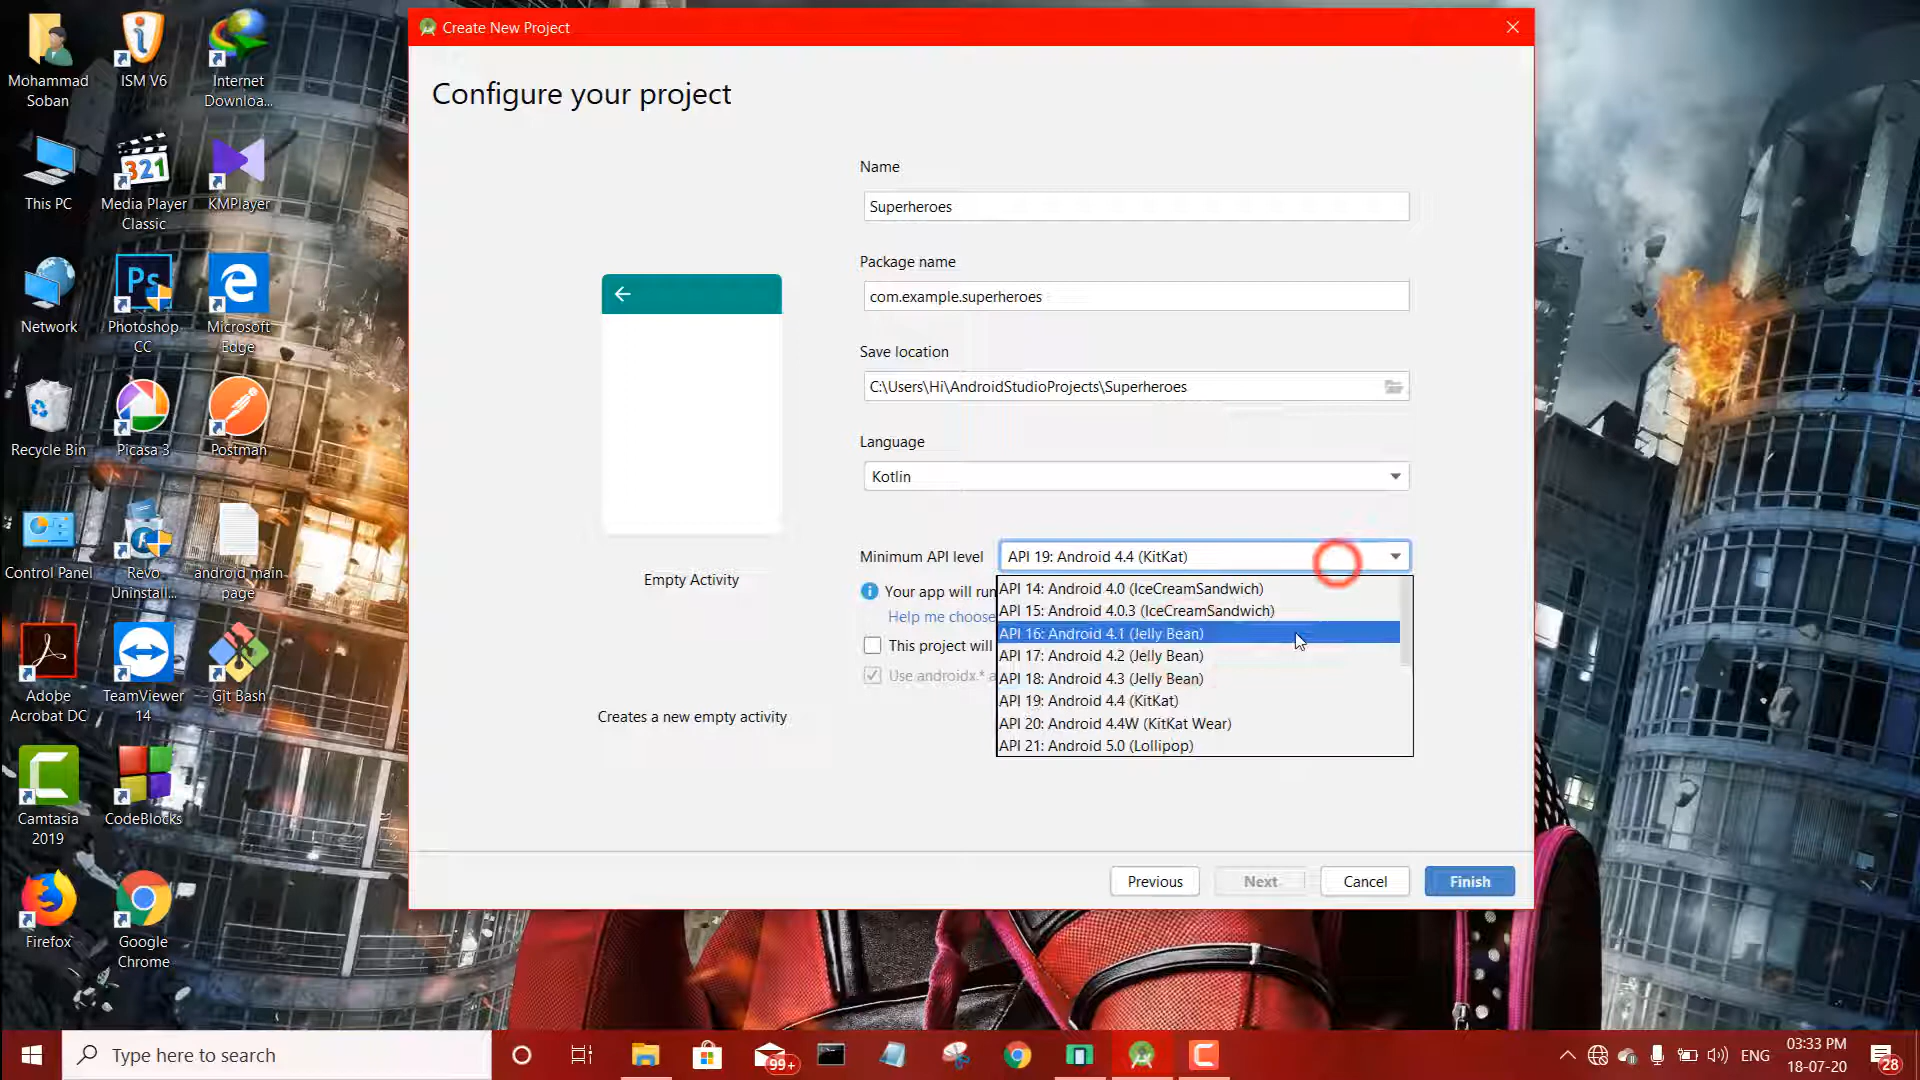 Mohammad
Soban
ISM V6
Internet
Downloa...
This PC
Media Player
Classic
KMPlayer
Network
Photoshop
CC
Microsoft
Edge
Recycle Bin
Picasa 3
Postman
Control Panel
Revo
Uninstall...
android main
page
Adobe
Acrobat DC
TeamViewer
14
Git Bash
Camtasia
2019
CodeBlocks
Firefox
Google
Chrome
Create New Project
Configure your project
Name
Superheroes
Package name
com.example.superheroes
Save location
C:\Users\Hi\AndroidStudioProjects\Superheroes
Language
Kotlin
Minimum API level
API 19: Android 4.4 (KitKat)
Your app will run
Help me choose
This project will
Use androidx.* a
API 14: Android 4.0 (IceCreamSandwich)
API 15: Android 4.0.3 (IceCreamSandwich)
API 16: Android 4.1 (Jelly Bean)
API 17: Android 4.2 (Jelly Bean)
API 18: Android 4.3 (Jelly Bean)
API 19: Android 4.4 (KitKat)
API 20: Android 4.4W (KitKat Wear)
API 21: Android 5.0 (Lollipop)
Empty Activity
Creates a new empty activity
Previous
Next
Cancel
Finish
Type here to search
99+
ENG
03:33 PM
18-07-20
28
321
Ps